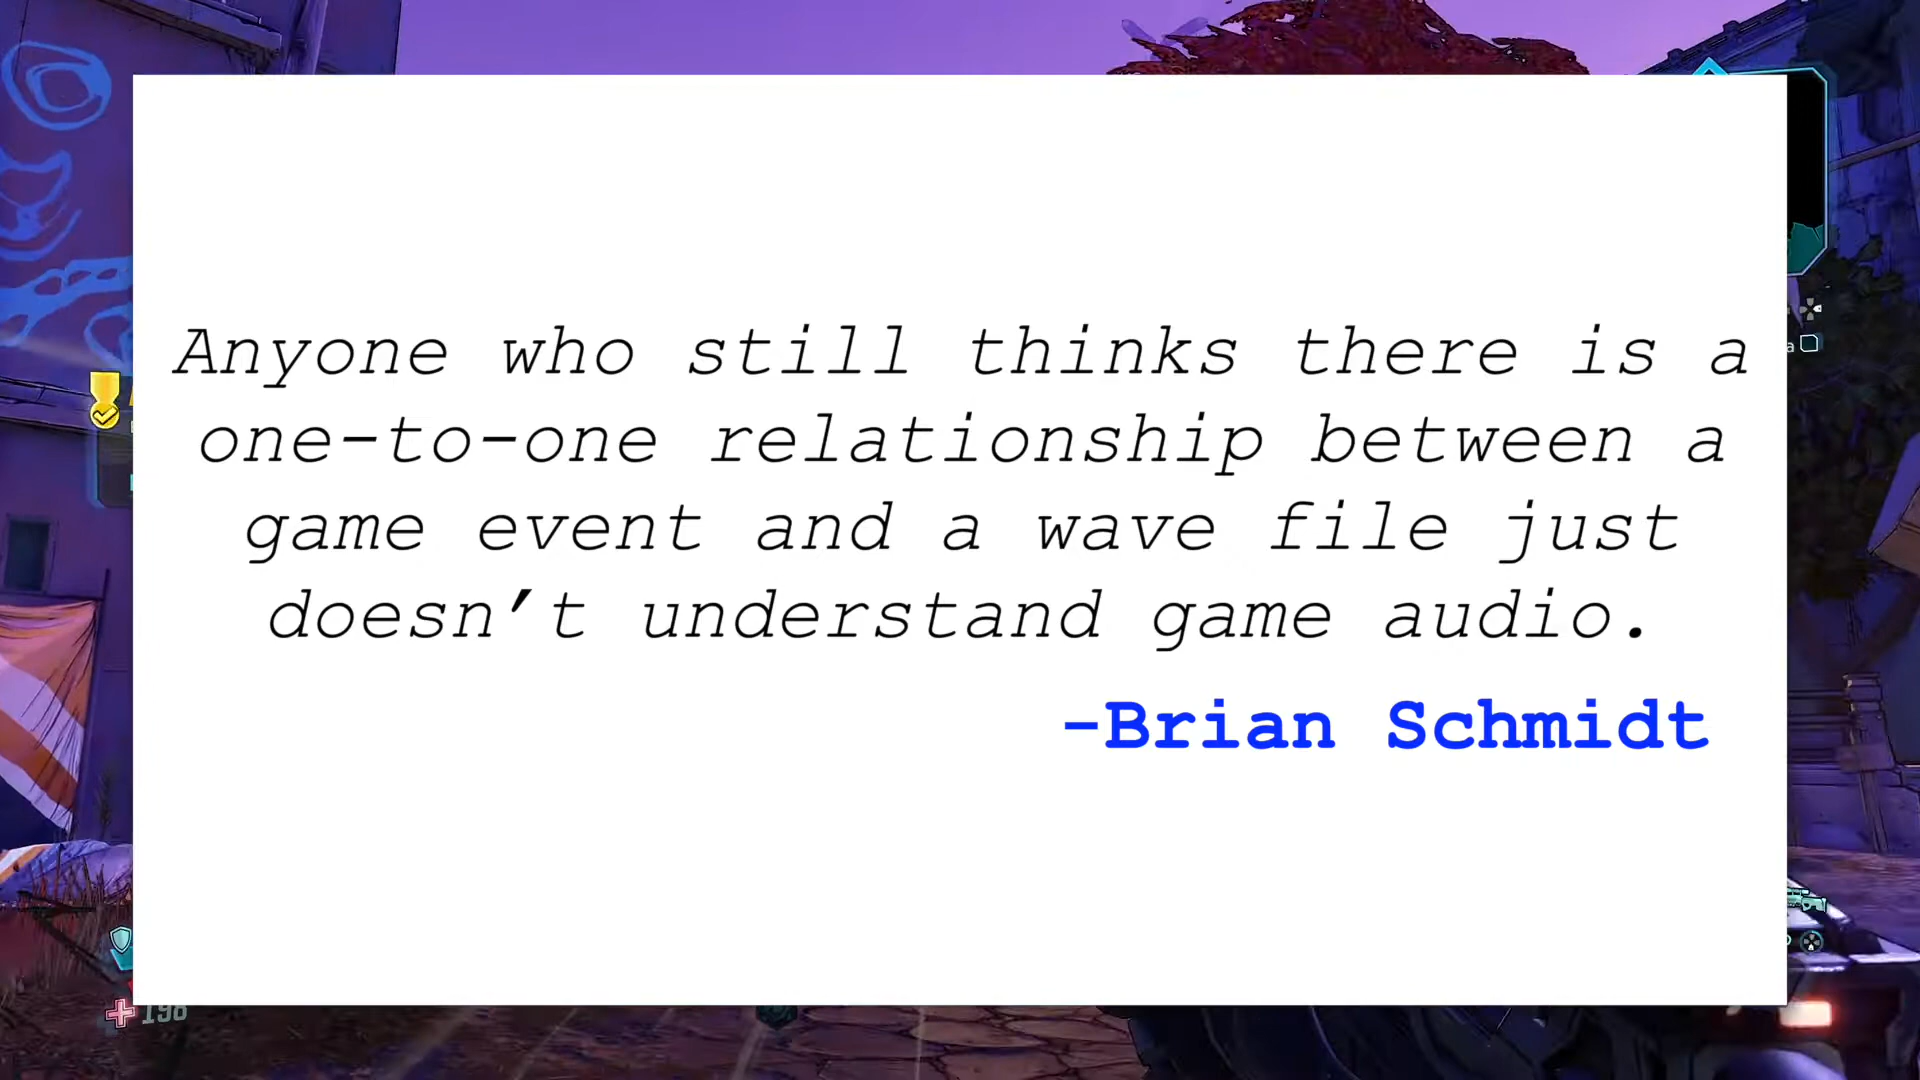 Anyone who still thinks there is a
one-to-one relationship between a
game event and a wave file just
doesn’t understand game audio.
-Brian Schmidt
198